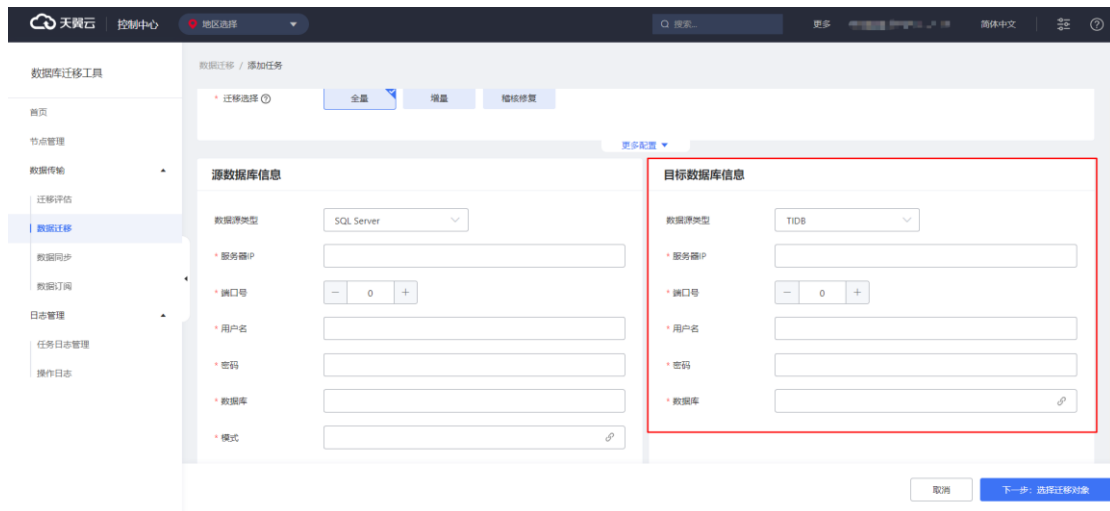 天翼云 控制中心 地区选择 搜索... 更多 简体中文
数据库迁移工具
首页
节点管理
数据传输
迁移评估
数据迁移
数据同步
数据订阅
日志管理
任务日志管理
操作日志
数据迁移 / 添加任务
* 迁移选择 全量 增量 稽核修复
更多配置
源数据库信息
数据源类型 SQL Server
* 服务器IP
* 端口号 - 0 +
* 用户名
* 密码
* 数据库
* 模式
目标数据库信息
数据源类型 TIDB
* 服务器IP
* 端口号 - 0 +
* 用户名
* 密码
* 数据库
取消 下一步：选择迁移对象